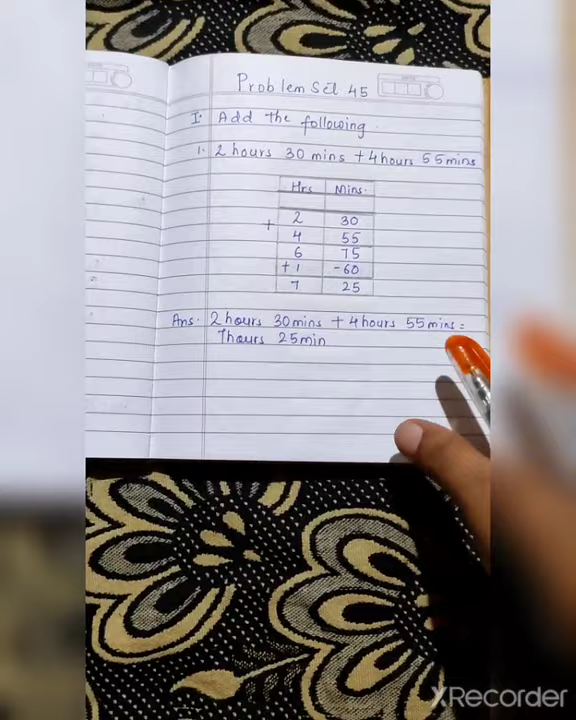 Problem Set 45
I. Add the following
1. 2 hours 30 mins + 4 hours 55 mins
Hrs Mins.
+ 2 30
4 55
6 75
+1 -60
7 25
Ans. 2 hours 30 mins + 4 hours 55 mins =
7 hours 25 min
XRecorder